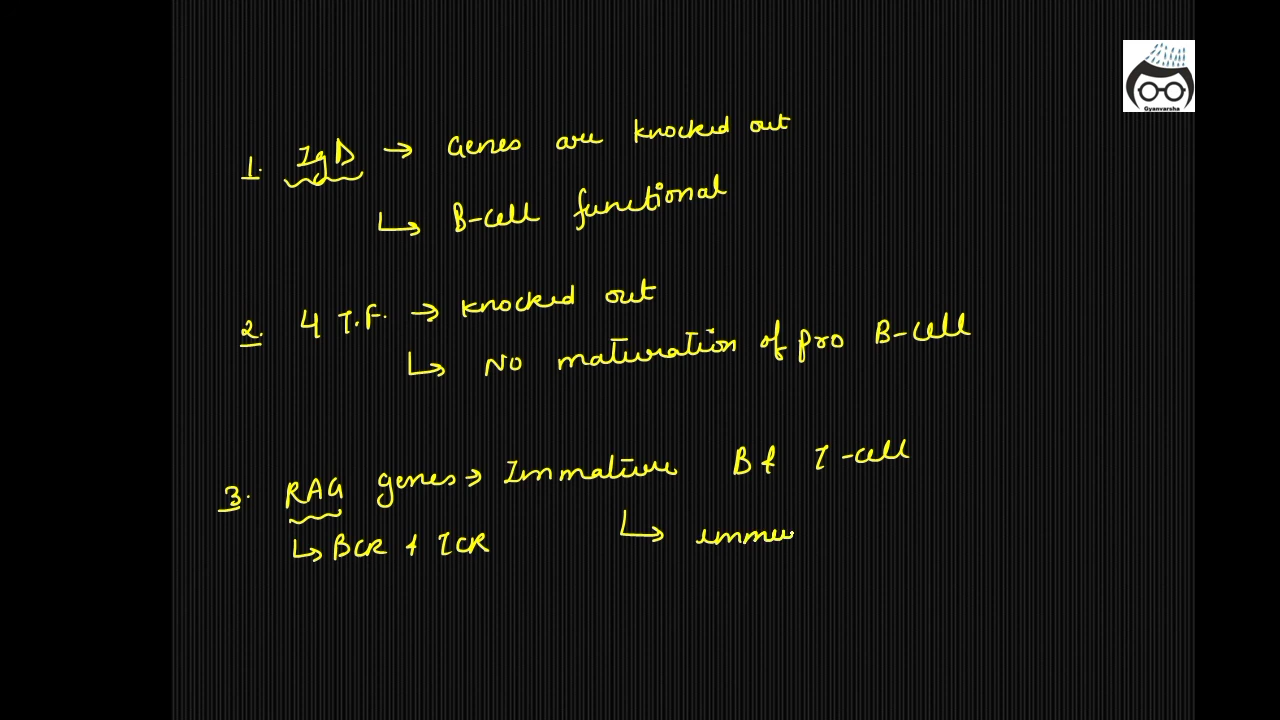 Gyanvarsha
1. IgD → Genes are knocked out
↳ B-cell functional
2. 4 T.F. → knocked out
↳ No maturation of pro B-cell
3. RAG genes → Immature B & T-cell
↳ BCR & TCR ↳ immu